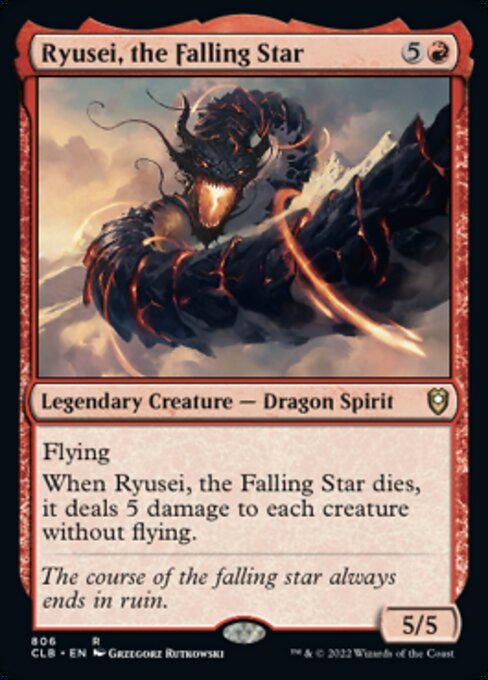 Ryusei, the Falling Star 5
Legendary Creature — Dragon Spirit
Flying
When Ryusei, the Falling Star dies,
it deals 5 damage to each creature
without flying.
The course of the falling star always
ends in ruin.
5/5
806 R
CLB • EN Grzegorz Rutkowski ™ & © 2022 Wizards of the Coast